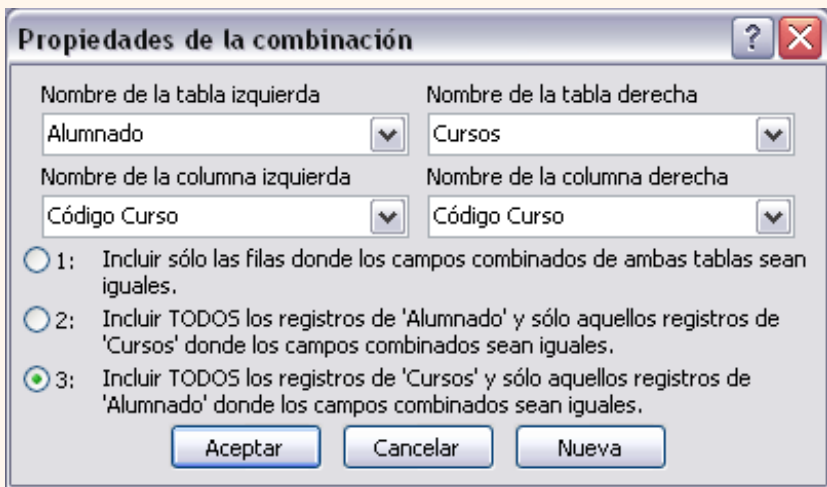 Propiedades de la combinación
Nombre de la tabla izquierda
Nombre de la tabla derecha
Alumnado
Cursos
Nombre de la columna izquierda
Nombre de la columna derecha
Código Curso
Código Curso
1: Incluir sólo las filas donde los campos combinados de ambas tablas sean
iguales.
2: Incluir TODOS los registros de 'Alumnado' y sólo aquellos registros de
'Cursos' donde los campos combinados sean iguales.
3: Incluir TODOS los registros de 'Cursos' y sólo aquellos registros de
'Alumnado' donde los campos combinados sean iguales.
Aceptar
Cancelar
Nueva